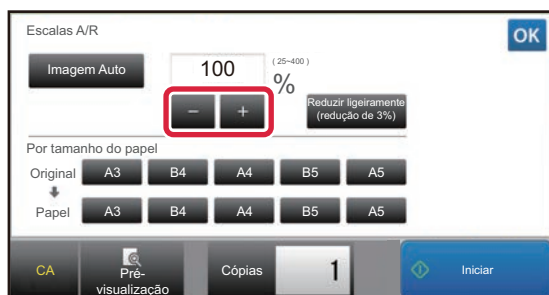 Escalas A/R
OK
Imagem Auto
100
(25~400)
%
− +
Reduzir ligeiramente
(redução de 3%)
Por tamanho do papel
Original A3 B4 A4 B5 A5
Papel A3 B4 A4 B5 A5
CA
Pré-
visualização
Cópias
1
Iniciar